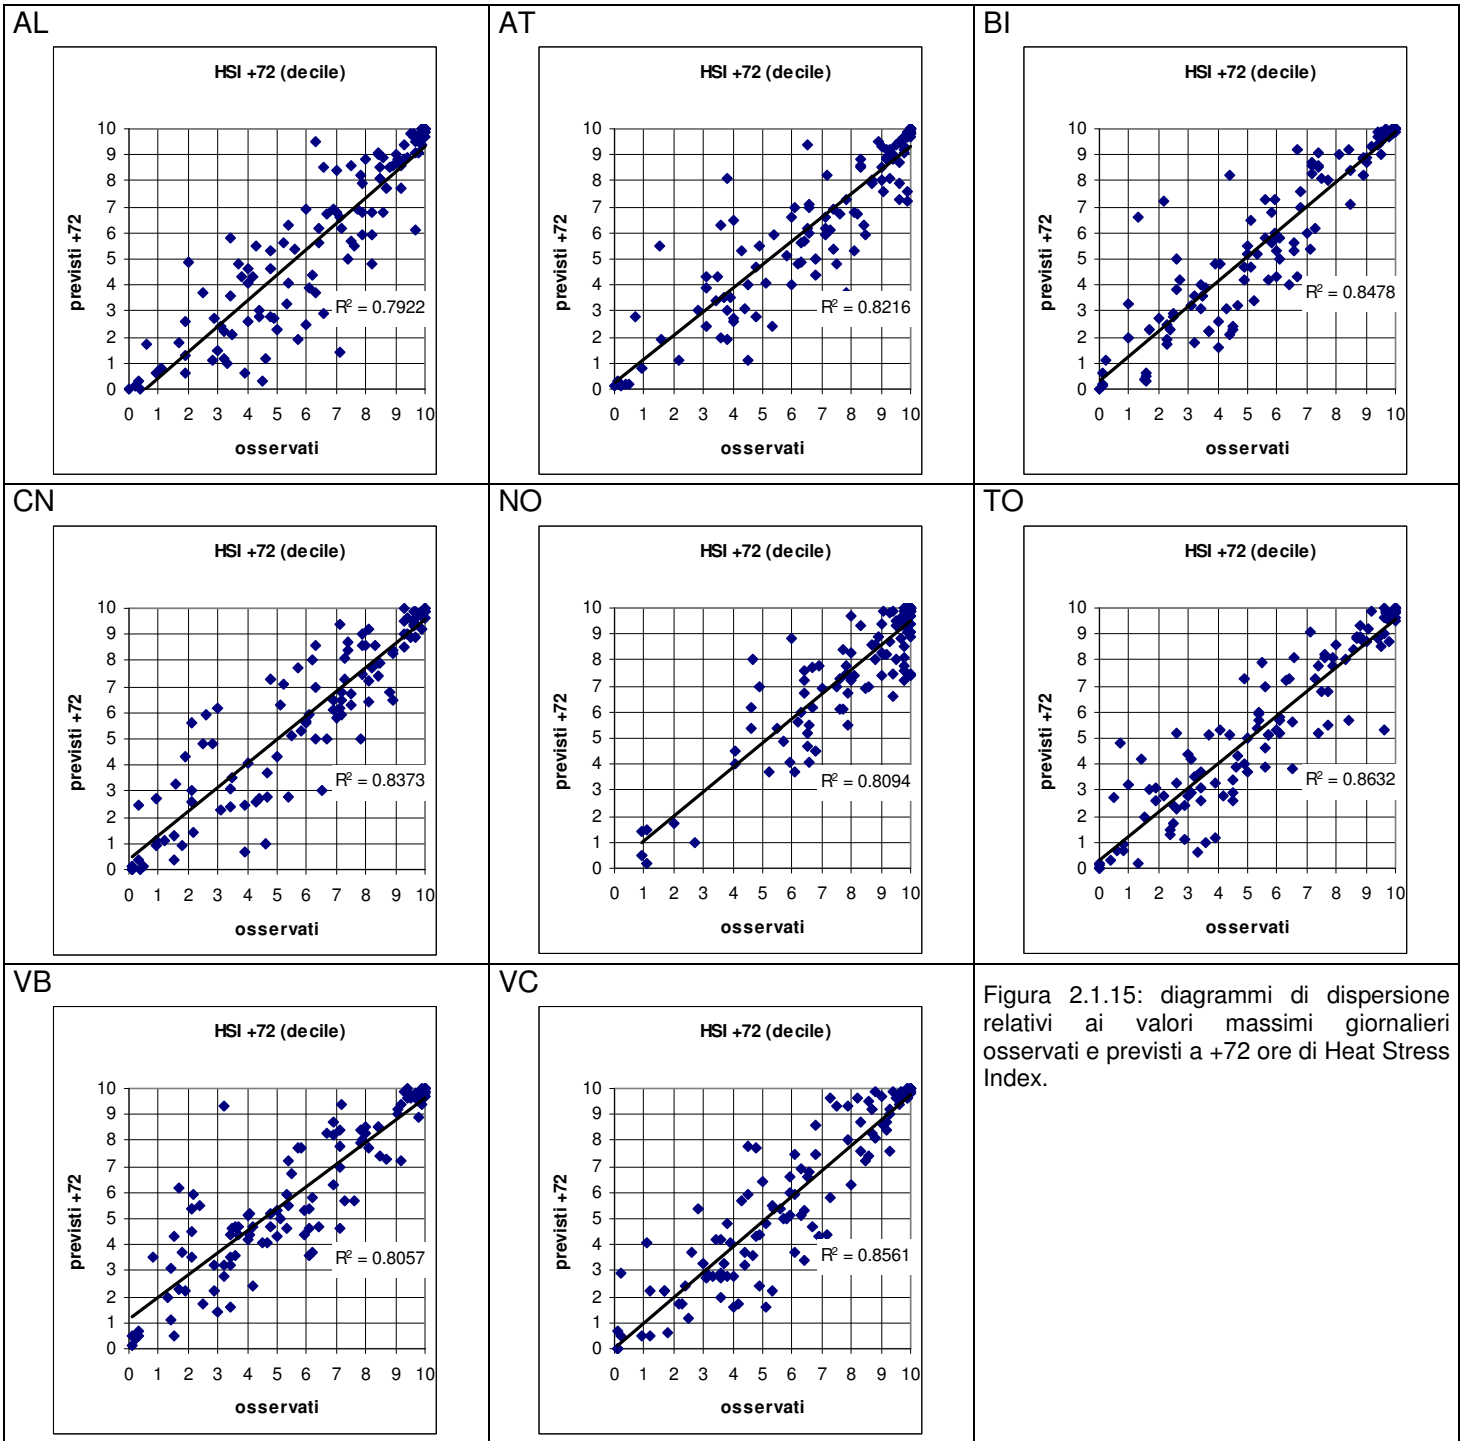 AL
HSI +72 (decile)
previsti +72
10
9
8
7
6
5
4
3
2
1
0
R² = 0.7922
0 1 2 3 4 5 6 7 8 9 10
osservati
AT
HSI +72 (decile)
previsti +72
10
9
8
7
6
5
4
3
2
1
0
R² = 0.8216
0 1 2 3 4 5 6 7 8 9 10
osservati
BI
HSI +72 (decile)
previsti +72
10
9
8
7
6
5
4
3
2
1
0
R² = 0.8478
0 1 2 3 4 5 6 7 8 9 10
osservati
CN
HSI +72 (decile)
previsti +72
10
9
8
7
6
5
4
3
2
1
0
R² = 0.8373
0 1 2 3 4 5 6 7 8 9 10
osservati
NO
HSI +72 (decile)
previsti +72
10
9
8
7
6
5
4
3
2
1
0
R² = 0.8094
0 1 2 3 4 5 6 7 8 9 10
osservati
TO
HSI +72 (decile)
previsti +72
10
9
8
7
6
5
4
3
2
1
0
R² = 0.8632
0 1 2 3 4 5 6 7 8 9 10
osservati
VB
HSI +72 (decile)
previsti +72
10
9
8
7
6
5
4
3
2
1
0
R² = 0.8057
0 1 2 3 4 5 6 7 8 9 10
osservati
VC
HSI +72 (decile)
previsti +72
10
9
8
7
6
5
4
3
2
1
0
R² = 0.8561
0 1 2 3 4 5 6 7 8 9 10
osservati
Figura 2.1.15: diagrammi di dispersione
relativi ai valori massimi giornalieri
osservati e previsti a +72 ore di Heat Stress
Index.